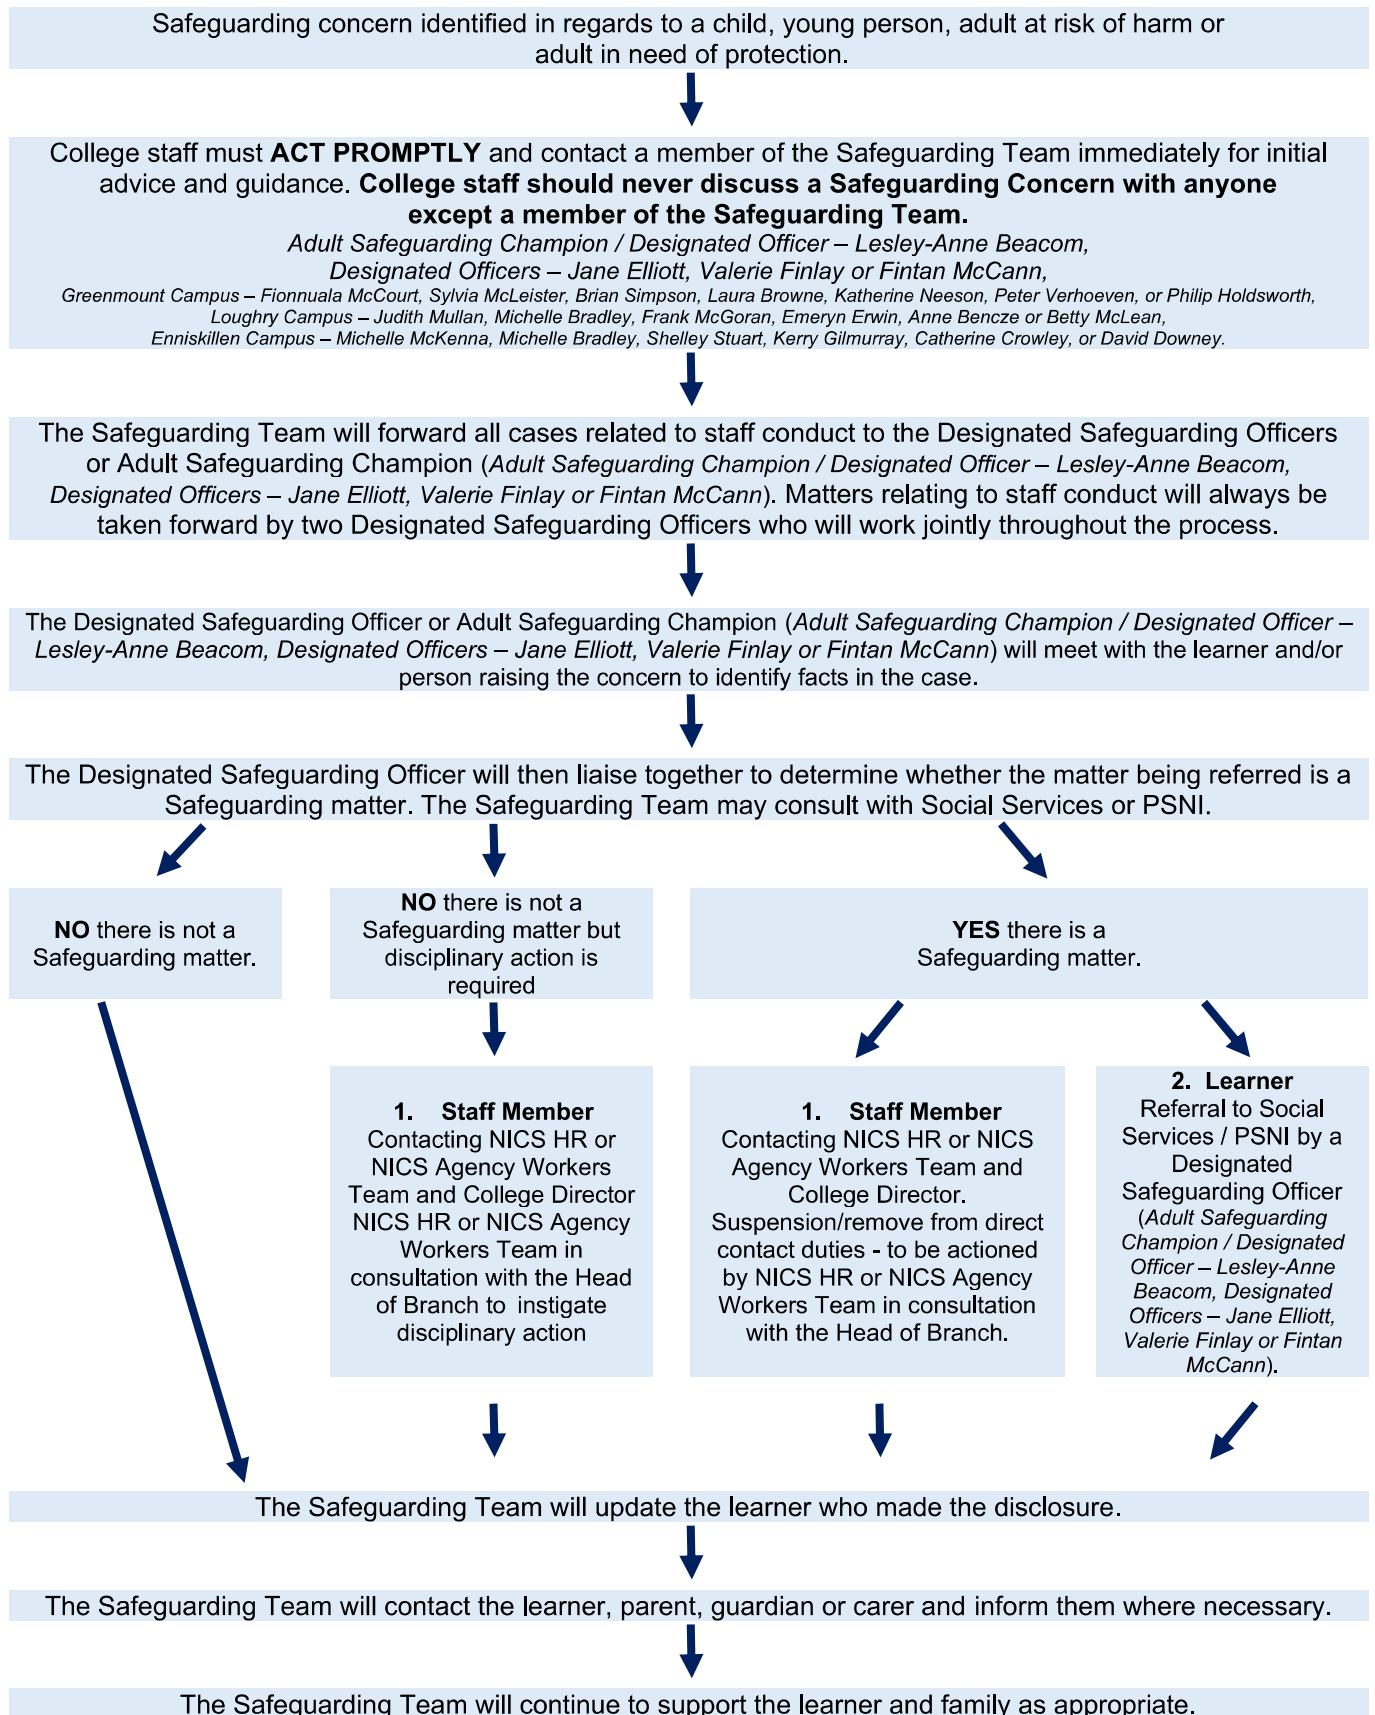 Safeguarding concern identified in regards to a child, young person, adult at risk of harm or
adult in need of protection.
College staff must ACT PROMPTLY and contact a member of the Safeguarding Team immediately for initial
advice and guidance. College staff should never discuss a Safeguarding Concern with anyone
except a member of the Safeguarding Team.
Adult Safeguarding Champion / Designated Officer – Lesley-Anne Beacom,
Designated Officers – Jane Elliott, Valerie Finlay or Fintan McCann,
Greenmount Campus – Fionnuala McCourt, Sylvia McLeister, Brian Simpson, Laura Browne, Katherine Neeson, Peter Verhoeven, or Philip Holdsworth,
Loughry Campus – Judith Mullan, Michelle Bradley, Frank McGoran, Emeryn Erwin, Anne Bencze or Betty McLean,
Enniskillen Campus – Michelle McKenna, Michelle Bradley, Shelley Stuart, Kerry Gilmurray, Catherine Crowley, or David Downey.
The Safeguarding Team will forward all cases related to staff conduct to the Designated Safeguarding Officers
or Adult Safeguarding Champion (Adult Safeguarding Champion / Designated Officer – Lesley-Anne Beacom,
Designated Officers – Jane Elliott, Valerie Finlay or Fintan McCann). Matters relating to staff conduct will always be
taken forward by two Designated Safeguarding Officers who will work jointly throughout the process.
The Designated Safeguarding Officer or Adult Safeguarding Champion (Adult Safeguarding Champion / Designated Officer –
Lesley-Anne Beacom, Designated Officers – Jane Elliott, Valerie Finlay or Fintan McCann) will meet with the learner and/or
person raising the concern to identify facts in the case.
The Designated Safeguarding Officer will then liaise together to determine whether the matter being referred is a
Safeguarding matter. The Safeguarding Team may consult with Social Services or PSNI.
NO there is not a
Safeguarding matter.
NO there is not a
Safeguarding matter but
disciplinary action is
required
YES there is a
Safeguarding matter.
1. Staff Member
Contacting NICS HR or
NICS Agency Workers
Team and College Director
NICS HR or NICS Agency
Workers Team in
consultation with the Head
of Branch to instigate
disciplinary action
1. Staff Member
Contacting NICS HR or NICS
Agency Workers Team and
College Director.
Suspension/remove from direct
contact duties - to be actioned
by NICS HR or NICS Agency
Workers Team in consultation
with the Head of Branch.
2. Learner
Referral to Social
Services / PSNI by a
Designated
Safeguarding Officer
(Adult Safeguarding
Champion / Designated
Officer – Lesley-Anne
Beacom, Designated
Officers – Jane Elliott,
Valerie Finlay or Fintan
McCann).
The Safeguarding Team will update the learner who made the disclosure.
The Safeguarding Team will contact the learner, parent, guardian or carer and inform them where necessary.
The Safeguarding Team will continue to support the learner and family as appropriate.